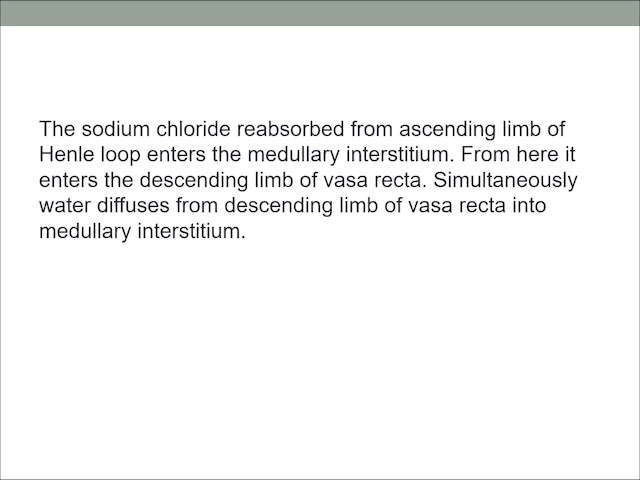 The sodium chloride reabsorbed from ascending limb of
Henle loop enters the medullary interstitium. From here it
enters the descending limb of vasa recta. Simultaneously
water diffuses from descending limb of vasa recta into
medullary interstitium.